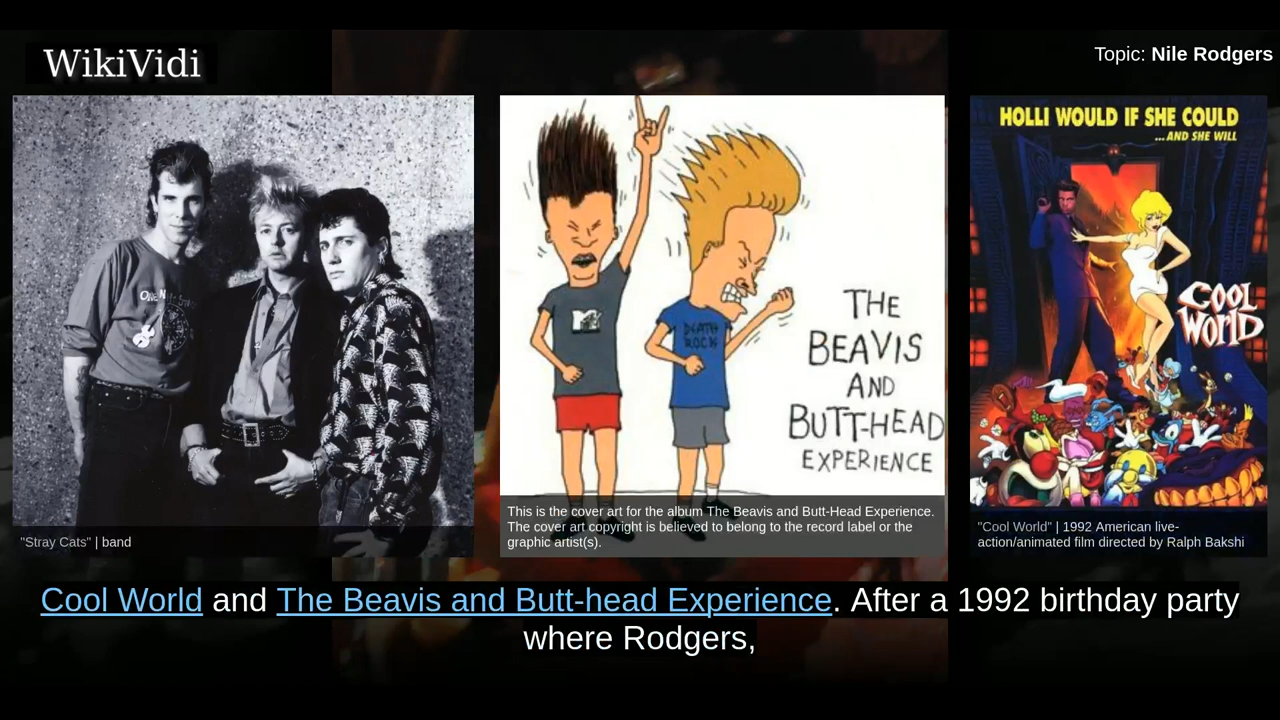 WikiVidi
Topic: Nile Rodgers
"Stray Cats" | band
MTV
DEATH
ROCK
THE
BEAVIS
AND
BUTT-HEAD
EXPERIENCE
This is the cover art for the album The Beavis and Butt-Head Experience.
The cover art copyright is believed to belong to the record label or the
graphic artist(s).
HOLLI WOULD IF SHE COULD
...AND SHE WILL
COOL
WORLD
"Cool World" | 1992 American live-
action/animated film directed by Ralph Bakshi
Cool World and The Beavis and Butt-head Experience. After a 1992 birthday party
where Rodgers,